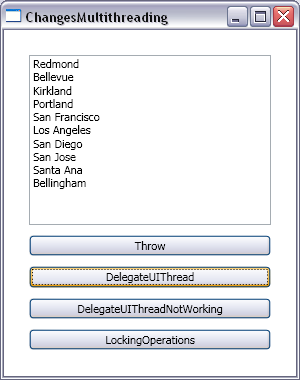 ChangesMultithreading
Redmond
Bellevue
Kirkland
Portland
San Francisco
Los Angeles
San Diego
San Jose
Santa Ana
Bellingham
Throw
DelegateUIThread
DelegateUIThreadNotWorking
LockingOperations